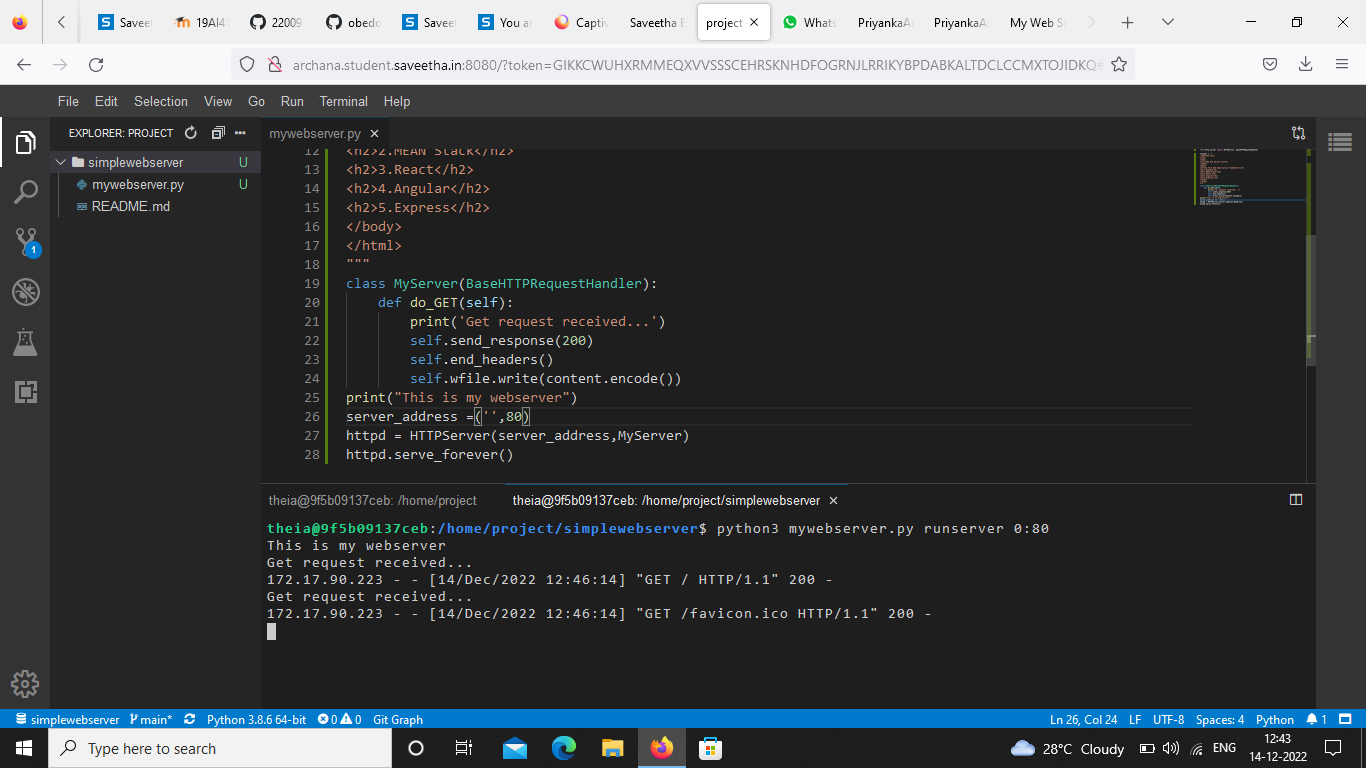 Saveet
19AI41
22009
obedo
Saveet
You ar
Captiv
Saveetha E
project
Whats
PriyankaAr
PriyankaAr
My Web Se
archana.student.saveetha.in:8080/?token=GIKKCWUHXRMMEQXVVSSSCEHRSKNHDFOGRNJLRRIKYBPDABKALTDCLCCMXTOJIDKQ#
File Edit Selection View Go Run Terminal Help
EXPLORER: PROJECT
simplewebserver U
mywebserver.py U
README.md
1
mywebserver.py
12 <h2>2.MEAN Stack</h2>
13 <h2>3.React</h2>
14 <h2>4.Angular</h2>
15 <h2>5.Express</h2>
16 </body>
17 </html>
18 """
19 class MyServer(BaseHTTPRequestHandler):
20     def do_GET(self):
21         print('Get request received...')
22         self.send_response(200)
23         self.end_headers()
24         self.wfile.write(content.encode())
25 print("This is my webserver")
26 server_address =('',80)
27 httpd = HTTPServer(server_address,MyServer)
28 httpd.serve_forever()
theia@9f5b09137ceb: /home/project
theia@9f5b09137ceb: /home/project/simplewebserver
theia@9f5b09137ceb:/home/project/simplewebserver$ python3 mywebserver.py runserver 0:80
This is my webserver
Get request received...
172.17.90.223 - - [14/Dec/2022 12:46:14] "GET / HTTP/1.1" 200 -
Get request received...
172.17.90.223 - - [14/Dec/2022 12:46:14] "GET /favicon.ico HTTP/1.1" 200 -
simplewebserver main* Python 3.8.6 64-bit 0 0 Git Graph
Ln 26, Col 24 LF UTF-8 Spaces: 4 Python 1
Type here to search
28°C Cloudy
ENG
12:43
14-12-2022